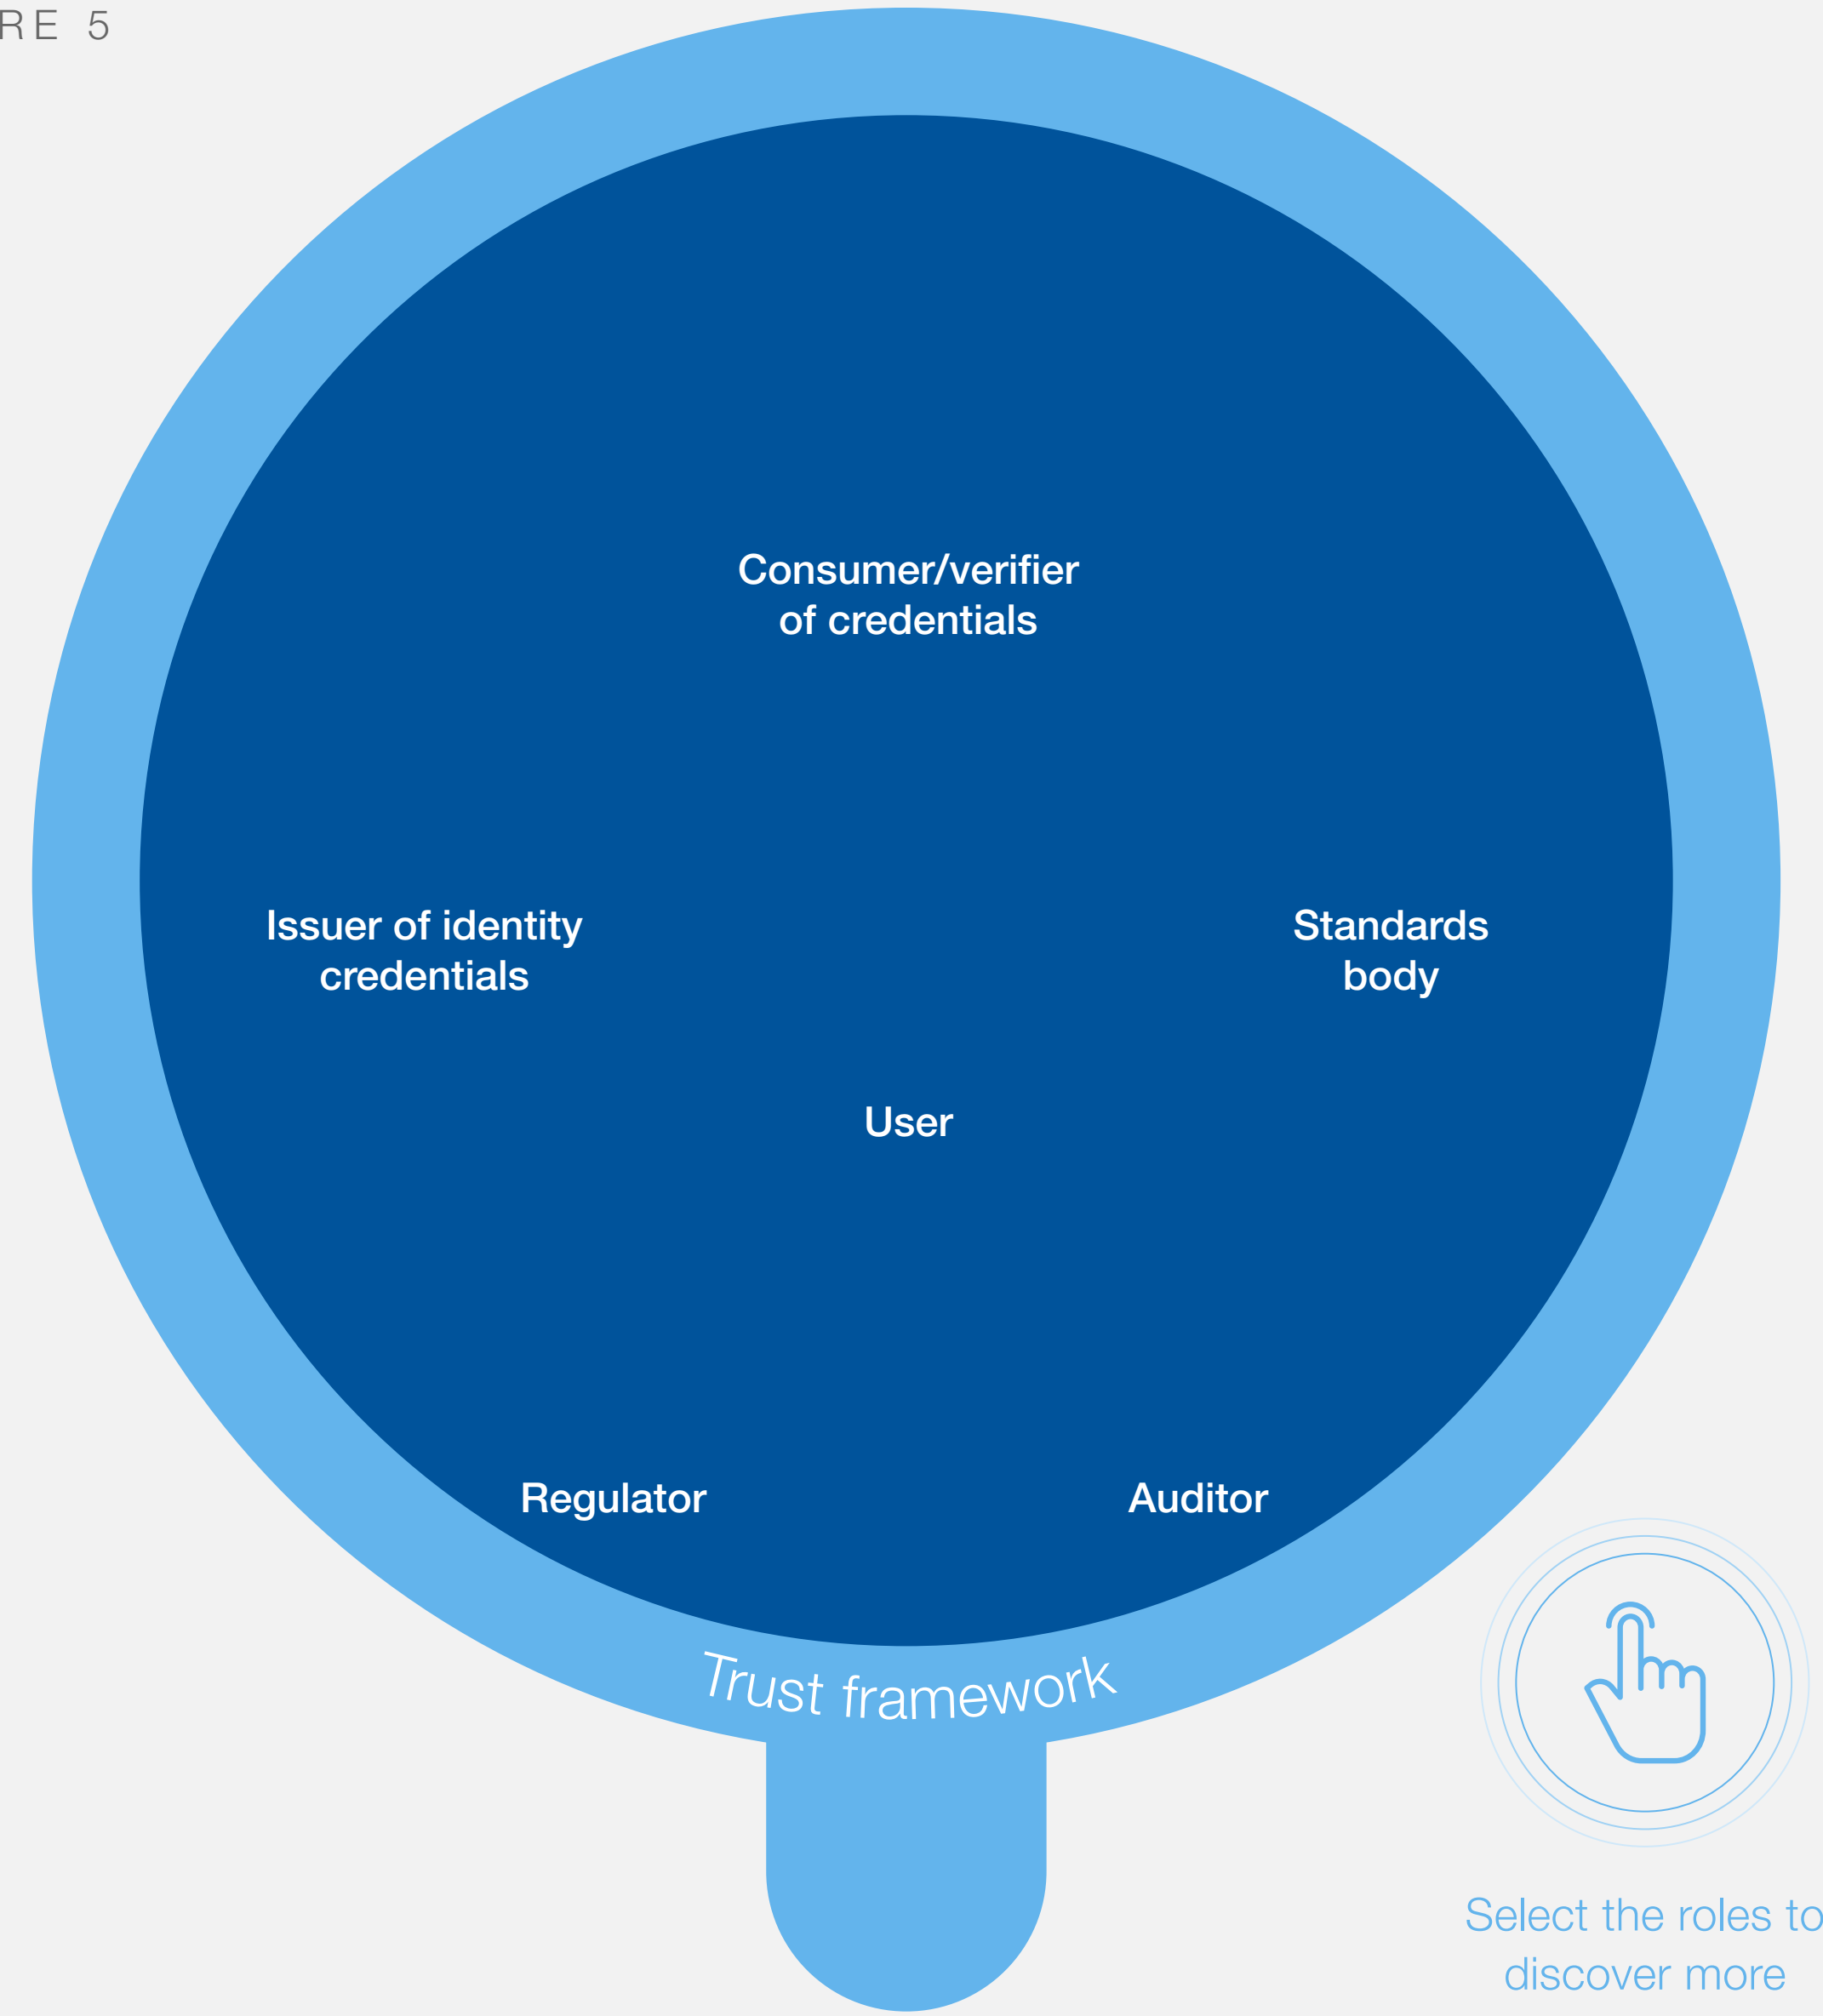 RE 5
Consumer/verifier
of credentials
Issuer of identity
credentials
Standards
body
User
Regulator
Auditor
Trust framework
Select the roles to
discover more